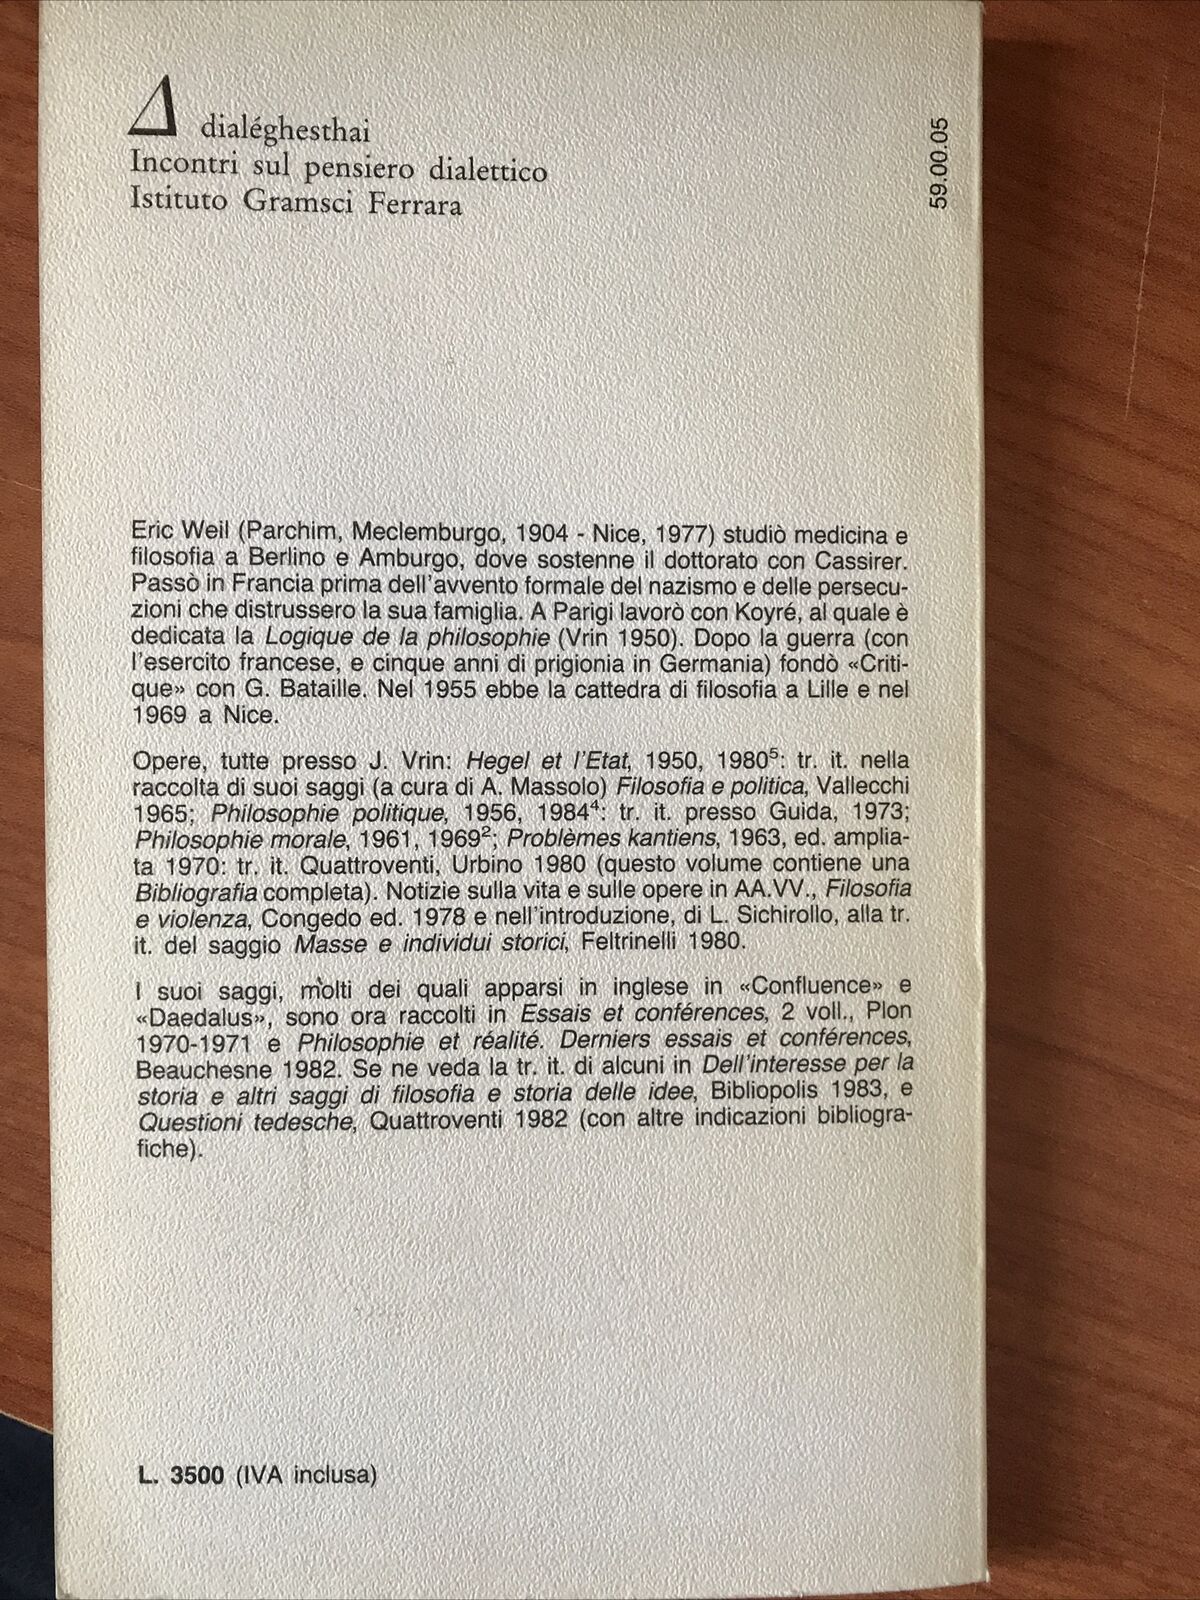 Δ dialéghesthai
Incontri sul pensiero dialettico
Istituto Gramsci Ferrara
59.00.05
Eric Weil (Parchim, Meclemburgo, 1904 - Nice, 1977) studiò medicina e
filosofia a Berlino e Amburgo, dove sostenne il dottorato con Cassirer.
Passò in Francia prima dell'avvento formale del nazismo e delle persecu-
zioni che distrussero la sua famiglia. A Parigi lavorò con Koyré, al quale è
dedicata la Logique de la philosophie (Vrin 1950). Dopo la guerra (con
l'esercito francese, e cinque anni di prigionia in Germania) fondò «Criti-
que» con G. Bataille. Nel 1955 ebbe la cattedra di filosofia a Lille e nel
1969 a Nice.
Opere, tutte presso J. Vrin: Hegel et l'Etat, 1950, 1980⁵: tr. it. nella
raccolta di suoi saggi (a cura di A. Massolo) Filosofia e politica, Vallecchi
1965; Philosophie politique, 1956, 1984⁴: tr. it. presso Guida, 1973;
Philosophie morale, 1961, 1969²; Problèmes kantiens, 1963, ed. amplia-
ta 1970: tr. it. Quattroventi, Urbino 1980 (questo volume contiene una
Bibliografia completa). Notizie sulla vita e sulle opere in AA.VV., Filosofia
e violenza, Congedo ed. 1978 e nell'introduzione, di L. Sichirollo, alla tr.
it. del saggio Masse e individui storici, Feltrinelli 1980.
I suoi saggi, molti dei quali apparsi in inglese in «Confluence» e
«Daedalus», sono ora raccolti in Essais et conférences, 2 voll., Plon
1970-1971 e Philosophie et réalité. Derniers essais et conférences,
Beauchesne 1982. Se ne veda la tr. it. di alcuni in Dell'interesse per la
storia e altri saggi di filosofia e storia delle idee, Bibliopolis 1983, e
Questioni tedesche, Quattroventi 1982 (con altre indicazioni bibliogra-
fiche).
L. 3500 (IVA inclusa)